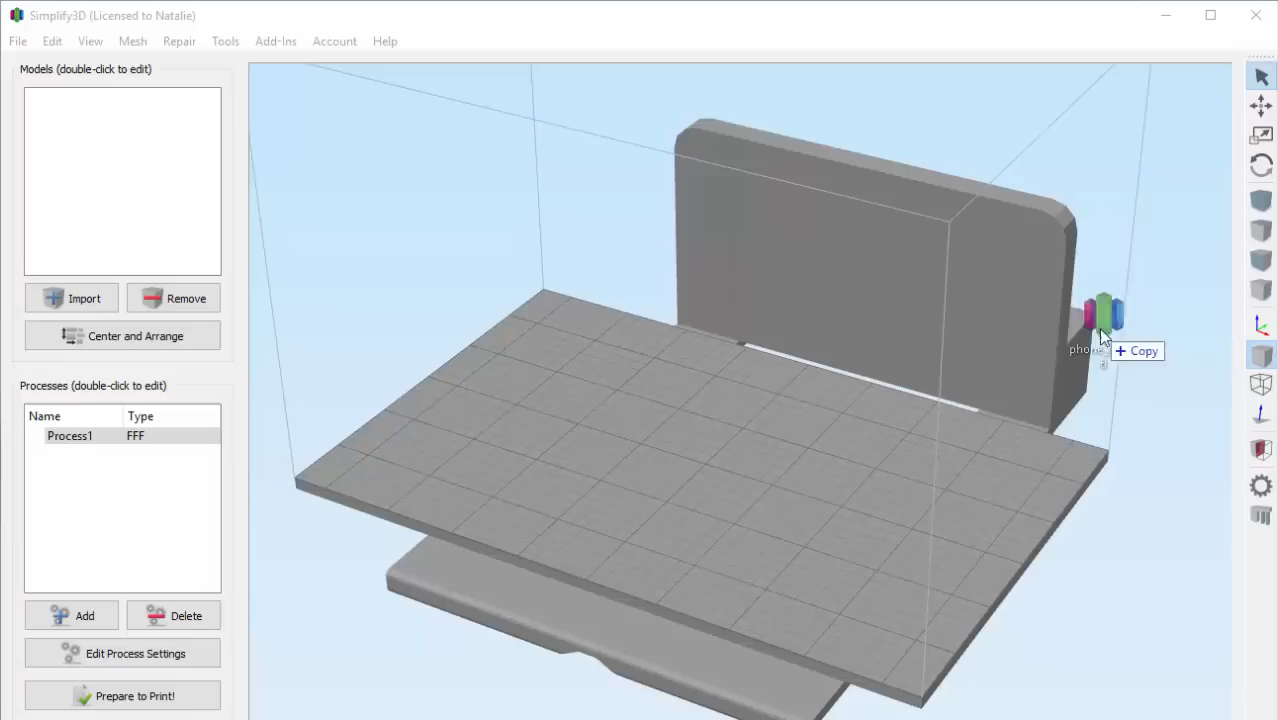 Simplify3D (Licensed to Natalie)
File Edit View Mesh Repair Tools Add-Ins Account Help
Models (double-click to edit)
Import Remove
Center and Arrange
Processes (double-click to edit)
Name Type
Process1 FFF
Add Delete
Edit Process Settings
Prepare to Print!
+ Copy